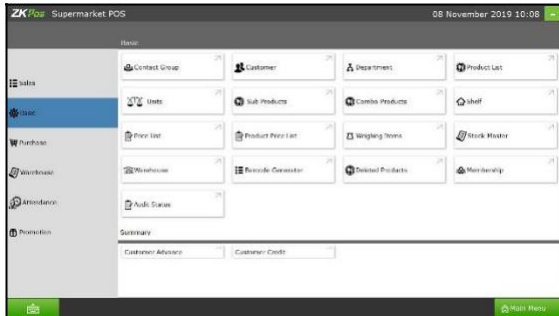 ZKPos Supermarket POS
08 November 2019 10:08
Basic
Contact Group
Customer
Department
Product List
Sales
Units
Sub Products
Combo Products
Shelf
Basic
Price List
Product Price List
Weighing Items
Stock Master
Purchase
Warehouse
Warehouse
Barcode Generator
Deleted Products
Membership
Attendance
Audit Status
Promotion
Summary
Customer Advance
Customer Credit
Main Menu